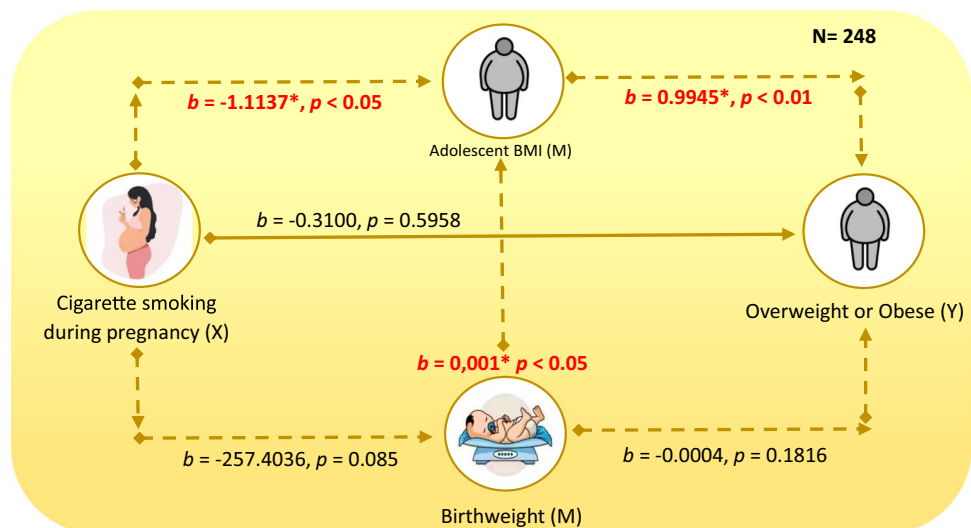 N= 248
b = -1.1137*, p < 0.05
b = 0.9945*, p < 0.01
Adolescent BMI (M)
b = -0.3100, p = 0.5958
Cigarette smoking
during pregnancy (X)
Overweight or Obese (Y)
b = 0,001* p < 0.05
b = -257.4036, p = 0.085
b = -0.0004, p = 0.1816
Birthweight (M)